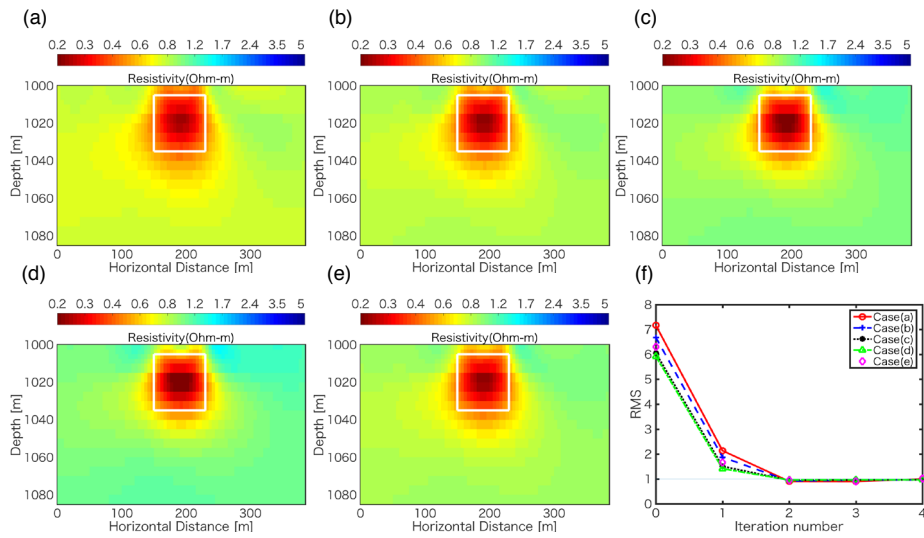 (a)
0.2 0.3 0.4 0.6 0.8 1.2 1.7 2.4 3.5 5
Resistivity(Ohm-m)
1000
1020
1040
1060
1080
Depth [m]
0 100 200 300
Horizontal Distance [m]
(b)
0.2 0.3 0.4 0.6 0.8 1.2 1.7 2.4 3.5 5
Resistivity(Ohm-m)
1000
1020
1040
1060
1080
Depth [m]
0 100 200 300
Horizontal Distance [m]
(c)
0.2 0.3 0.4 0.6 0.8 1.2 1.7 2.4 3.5 5
Resistivity(Ohm-m)
1000
1020
1040
1060
1080
Depth [m]
0 100 200 300
Horizontal Distance [m]
(d)
0.2 0.3 0.4 0.6 0.8 1.2 1.7 2.4 3.5 5
Resistivity(Ohm-m)
1000
1020
1040
1060
1080
Depth [m]
0 100 200 300
Horizontal Distance [m]
(e)
0.2 0.3 0.4 0.6 0.8 1.2 1.7 2.4 3.5 5
Resistivity(Ohm-m)
1000
1020
1040
1060
1080
Depth [m]
0 100 200 300
Horizontal Distance [m]
(f)
8
7
6
5
4
3
2
1
0
RMS
Case(a)
Case(b)
Case(c)
Case(d)
Case(e)
0 1 2 3 4
Iteration number